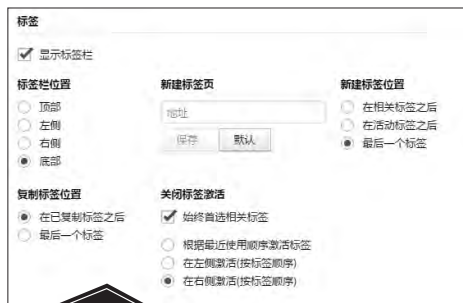 标签
显示标签栏
标签栏位置
顶部
左侧
右侧
底部
新建标签页
地址
保存
默认
新建标签位置
在相关标签之后
在活动标签之后
最后一个标签
复制标签位置
在已复制标签之后
最后一个标签
关闭标签激活
始终首选相关标签
根据最近使用顺序激活标签
在左侧激活(按标签顺序)
在右侧激活(按标签顺序)